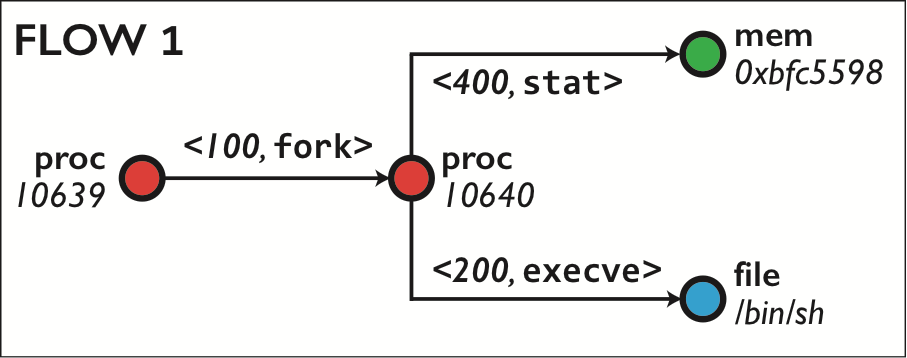 FLOW 1
mem
0xbfc5598
<400, stat>
<100, fork>
proc
10639
proc
10640
<200, execve>
file
/bin/sh